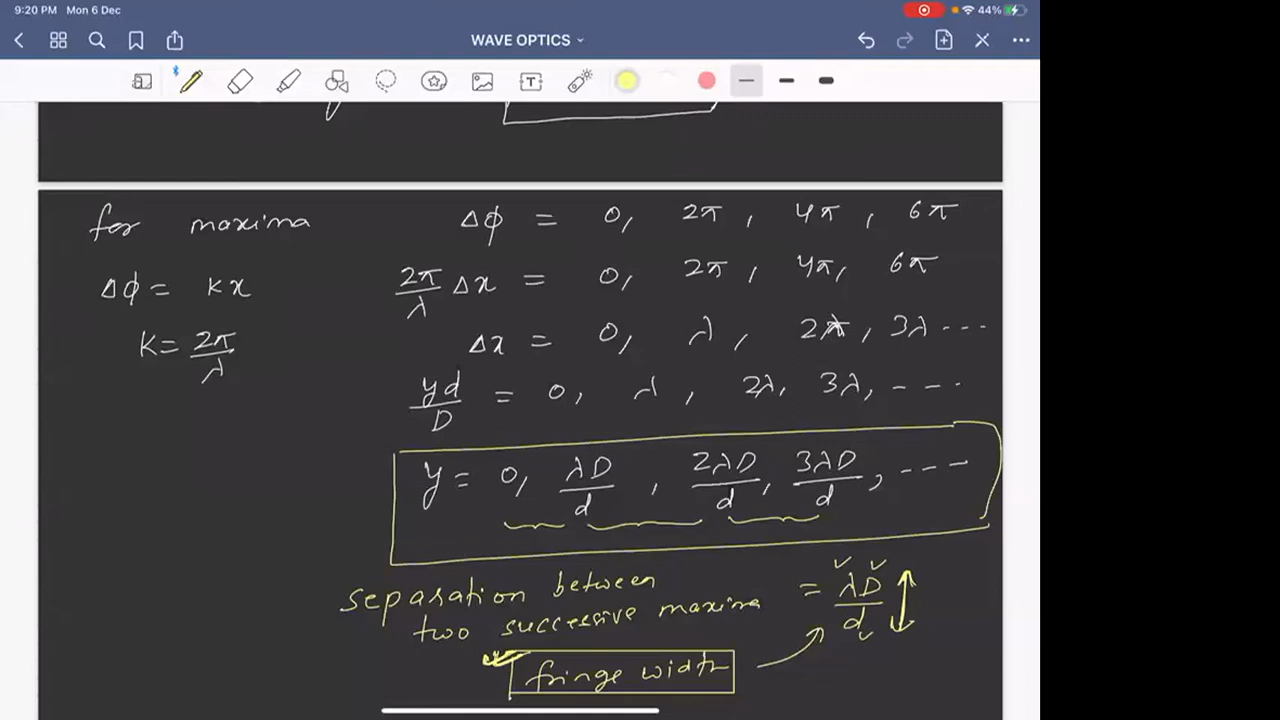 9:20 PM Mon 6 Dec
44%
WAVE OPTICS
T
for maxima Δϕ = 0, 2π, 4π, 6π
Δϕ = kx 2π/λ Δx = 0, 2π, 4π, 6π
k = 2π/λ Δx = 0, λ, 2λ, 3λ ---
yd/D = 0, λ, 2λ, 3λ, ----
y = 0, λD/d, 2λD/d, 3λD/d, ----
separation between
two successive maxima = λD/d
fringe width